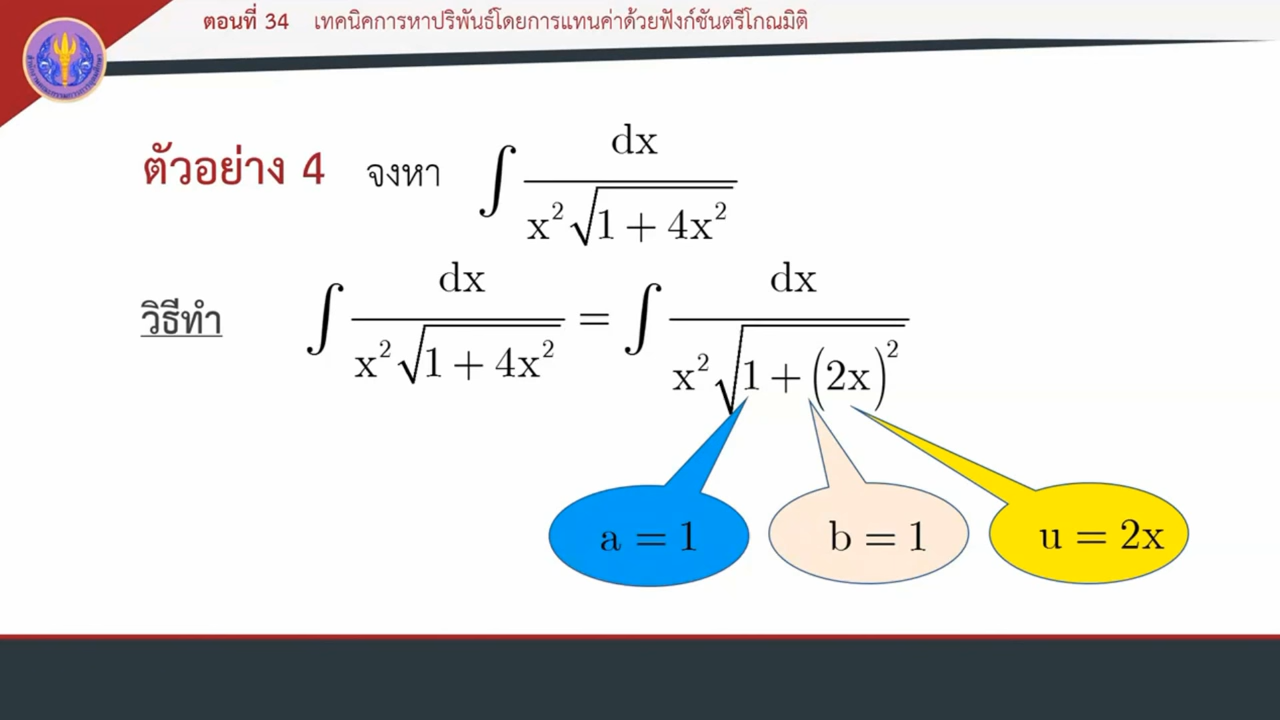 ตอนที่ 34 เทคนิคการหาปริพันธ์โดยการแทนค่าด้วยฟังก์ชันตรีโกณมิติ
ตัวอย่าง 4 จงหา ∫ dx / (x² √(1 + 4x²))
วิธีทำ ∫ dx / (x² √(1 + 4x²)) = ∫ dx / (x² √(1 + (2x)²))
a = 1 b = 1 u = 2x